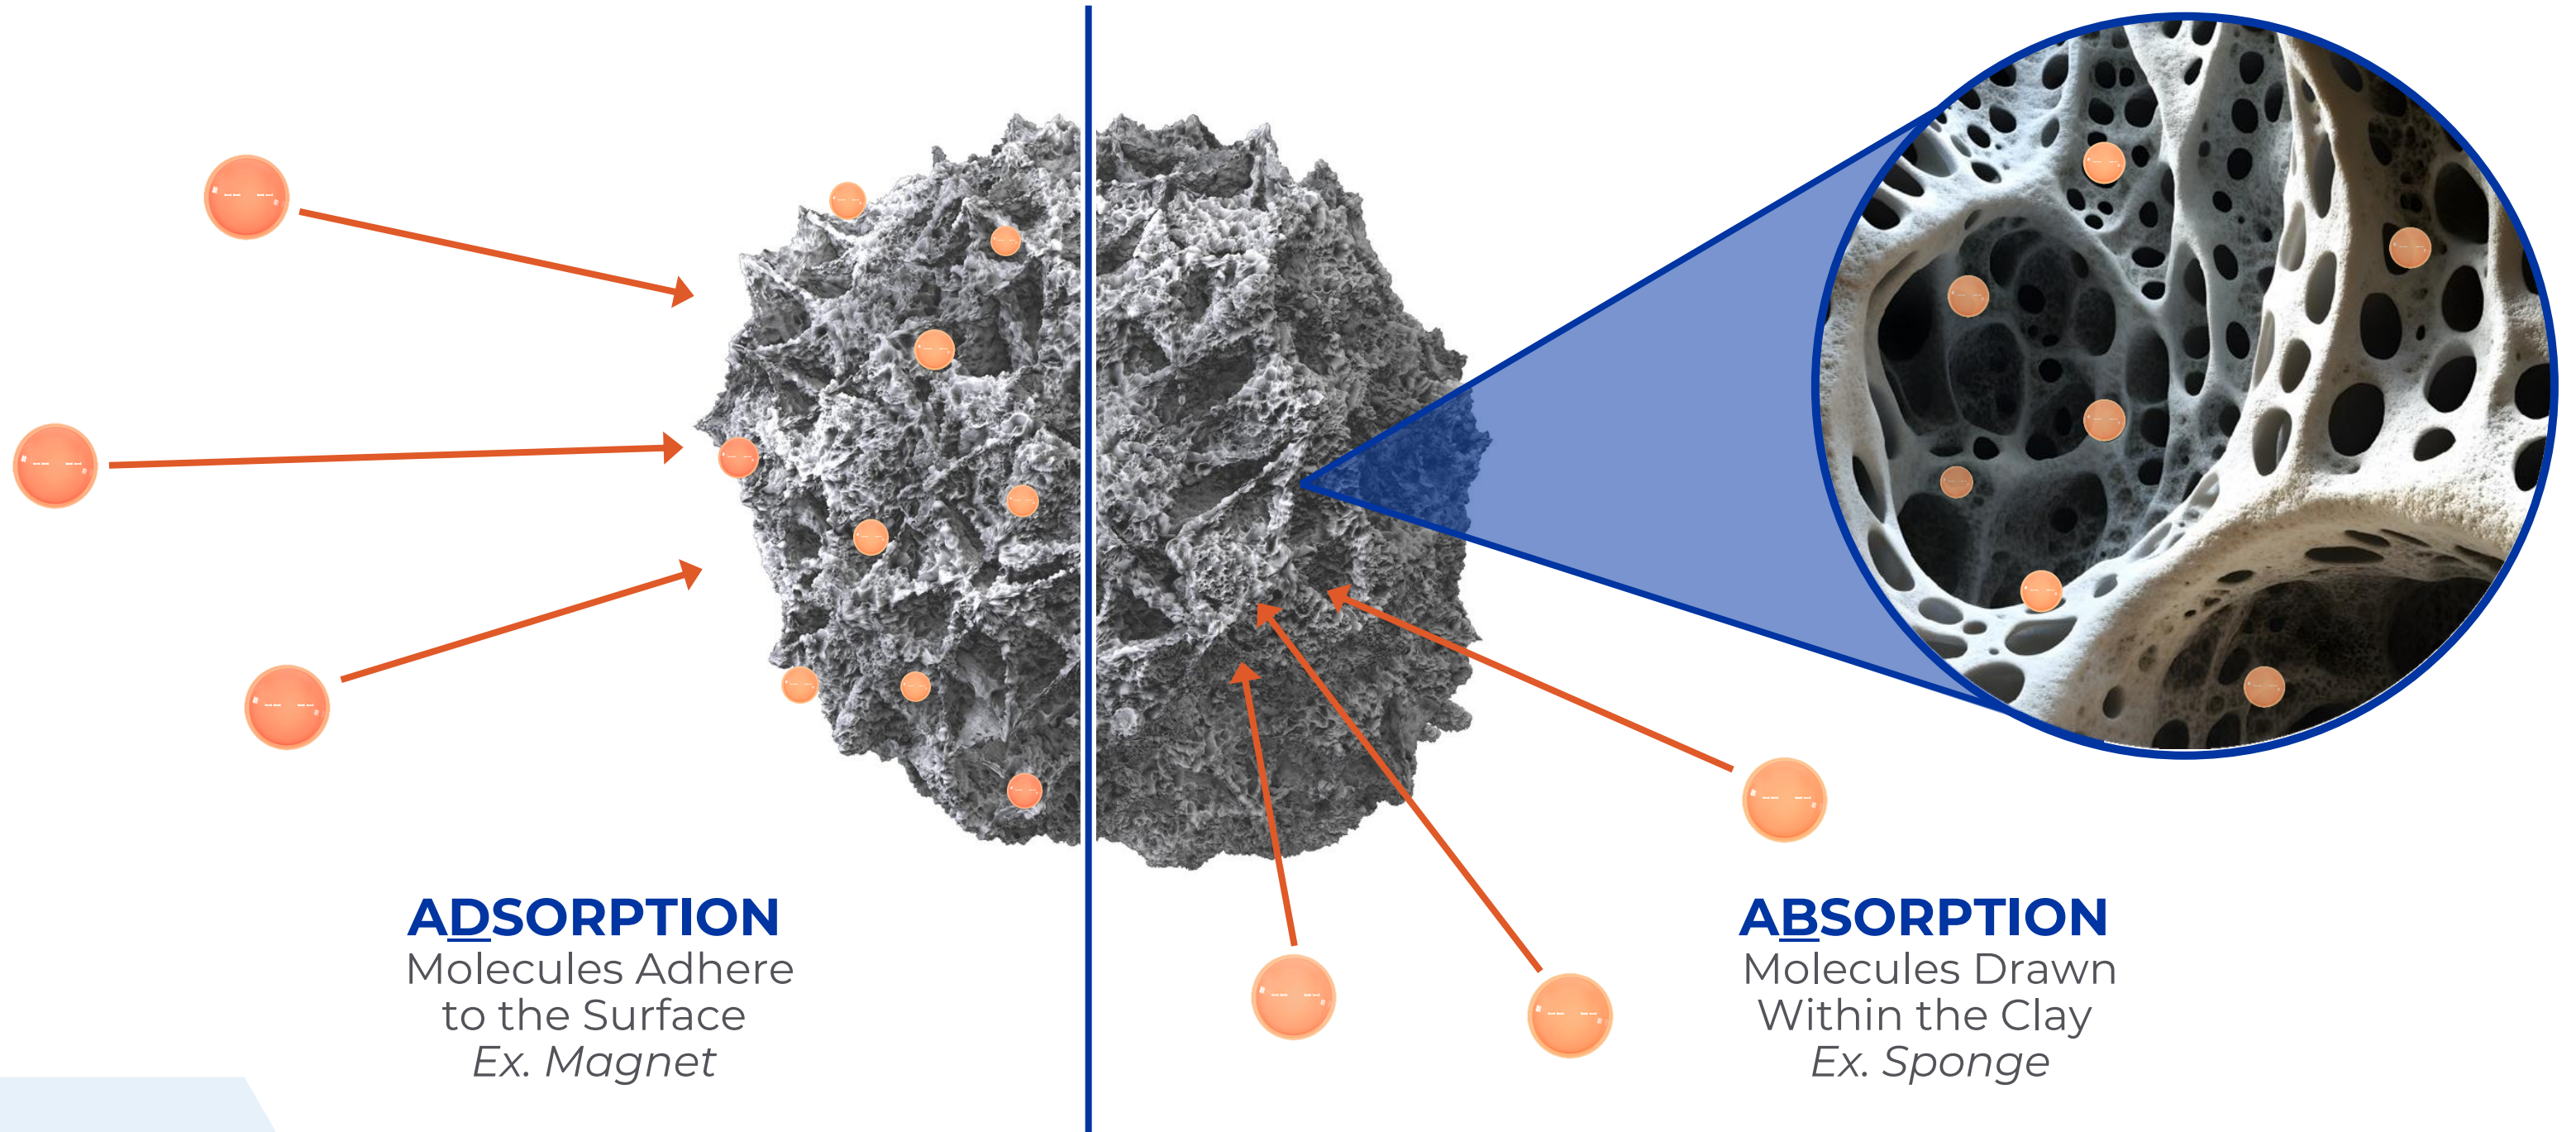 ADSORPTION
Molecules Adhere
to the Surface
Ex. Magnet
ABSORPTION
Molecules Drawn
Within the Clay
Ex. Sponge